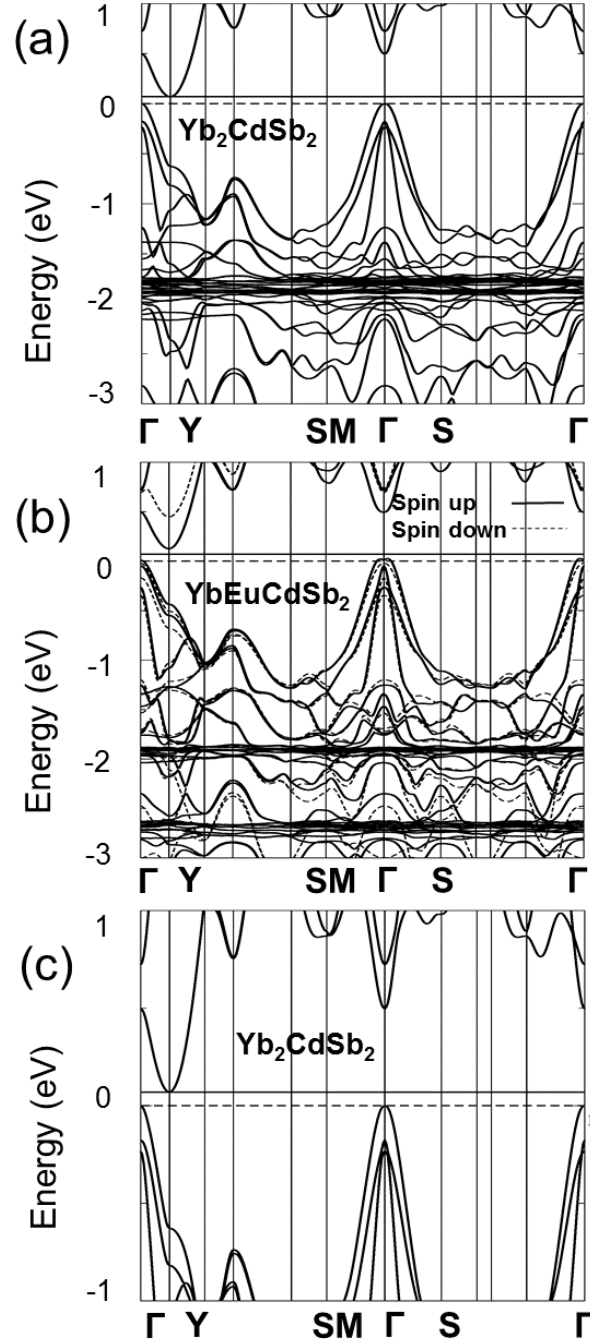 (a)
1
0
Yb₂CdSb₂
-1
-2
-3
Energy (eV)
Γ Y SM Γ S Γ
(b)
1
Spin up
Spin down
0
YbEuCdSb₂
-1
-2
-3
Energy (eV)
Γ Y SM Γ S Γ
(c)
1
Yb₂CdSb₂
0
-1
Energy (eV)
Γ Y SM Γ S Γ